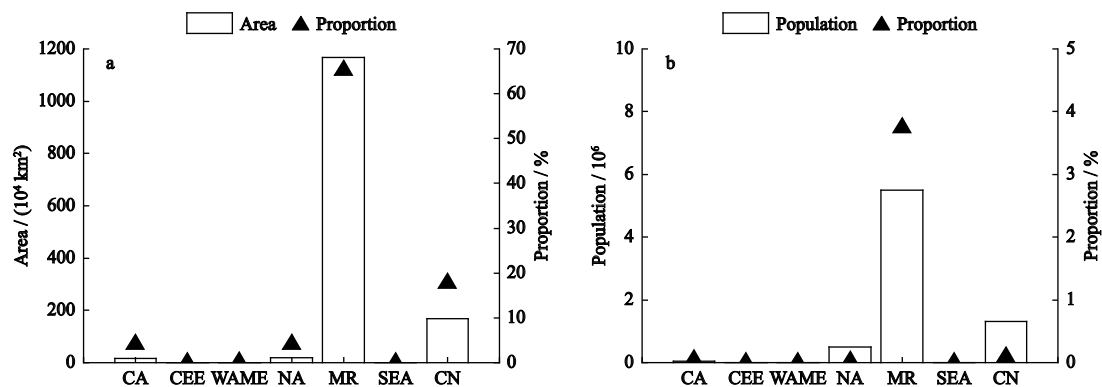 Area Proportion
a
1200
1000
800
600
400
200
0
Area / (10⁴ km²)
70
60
50
40
30
20
10
0
Proportion / %
CA CEE WAME NA MR SEA CN
Population Proportion
b
10
8
6
4
2
0
Population / 10⁶
5
4
3
2
1
0
Proportion / %
CA CEE WAME NA MR SEA CN